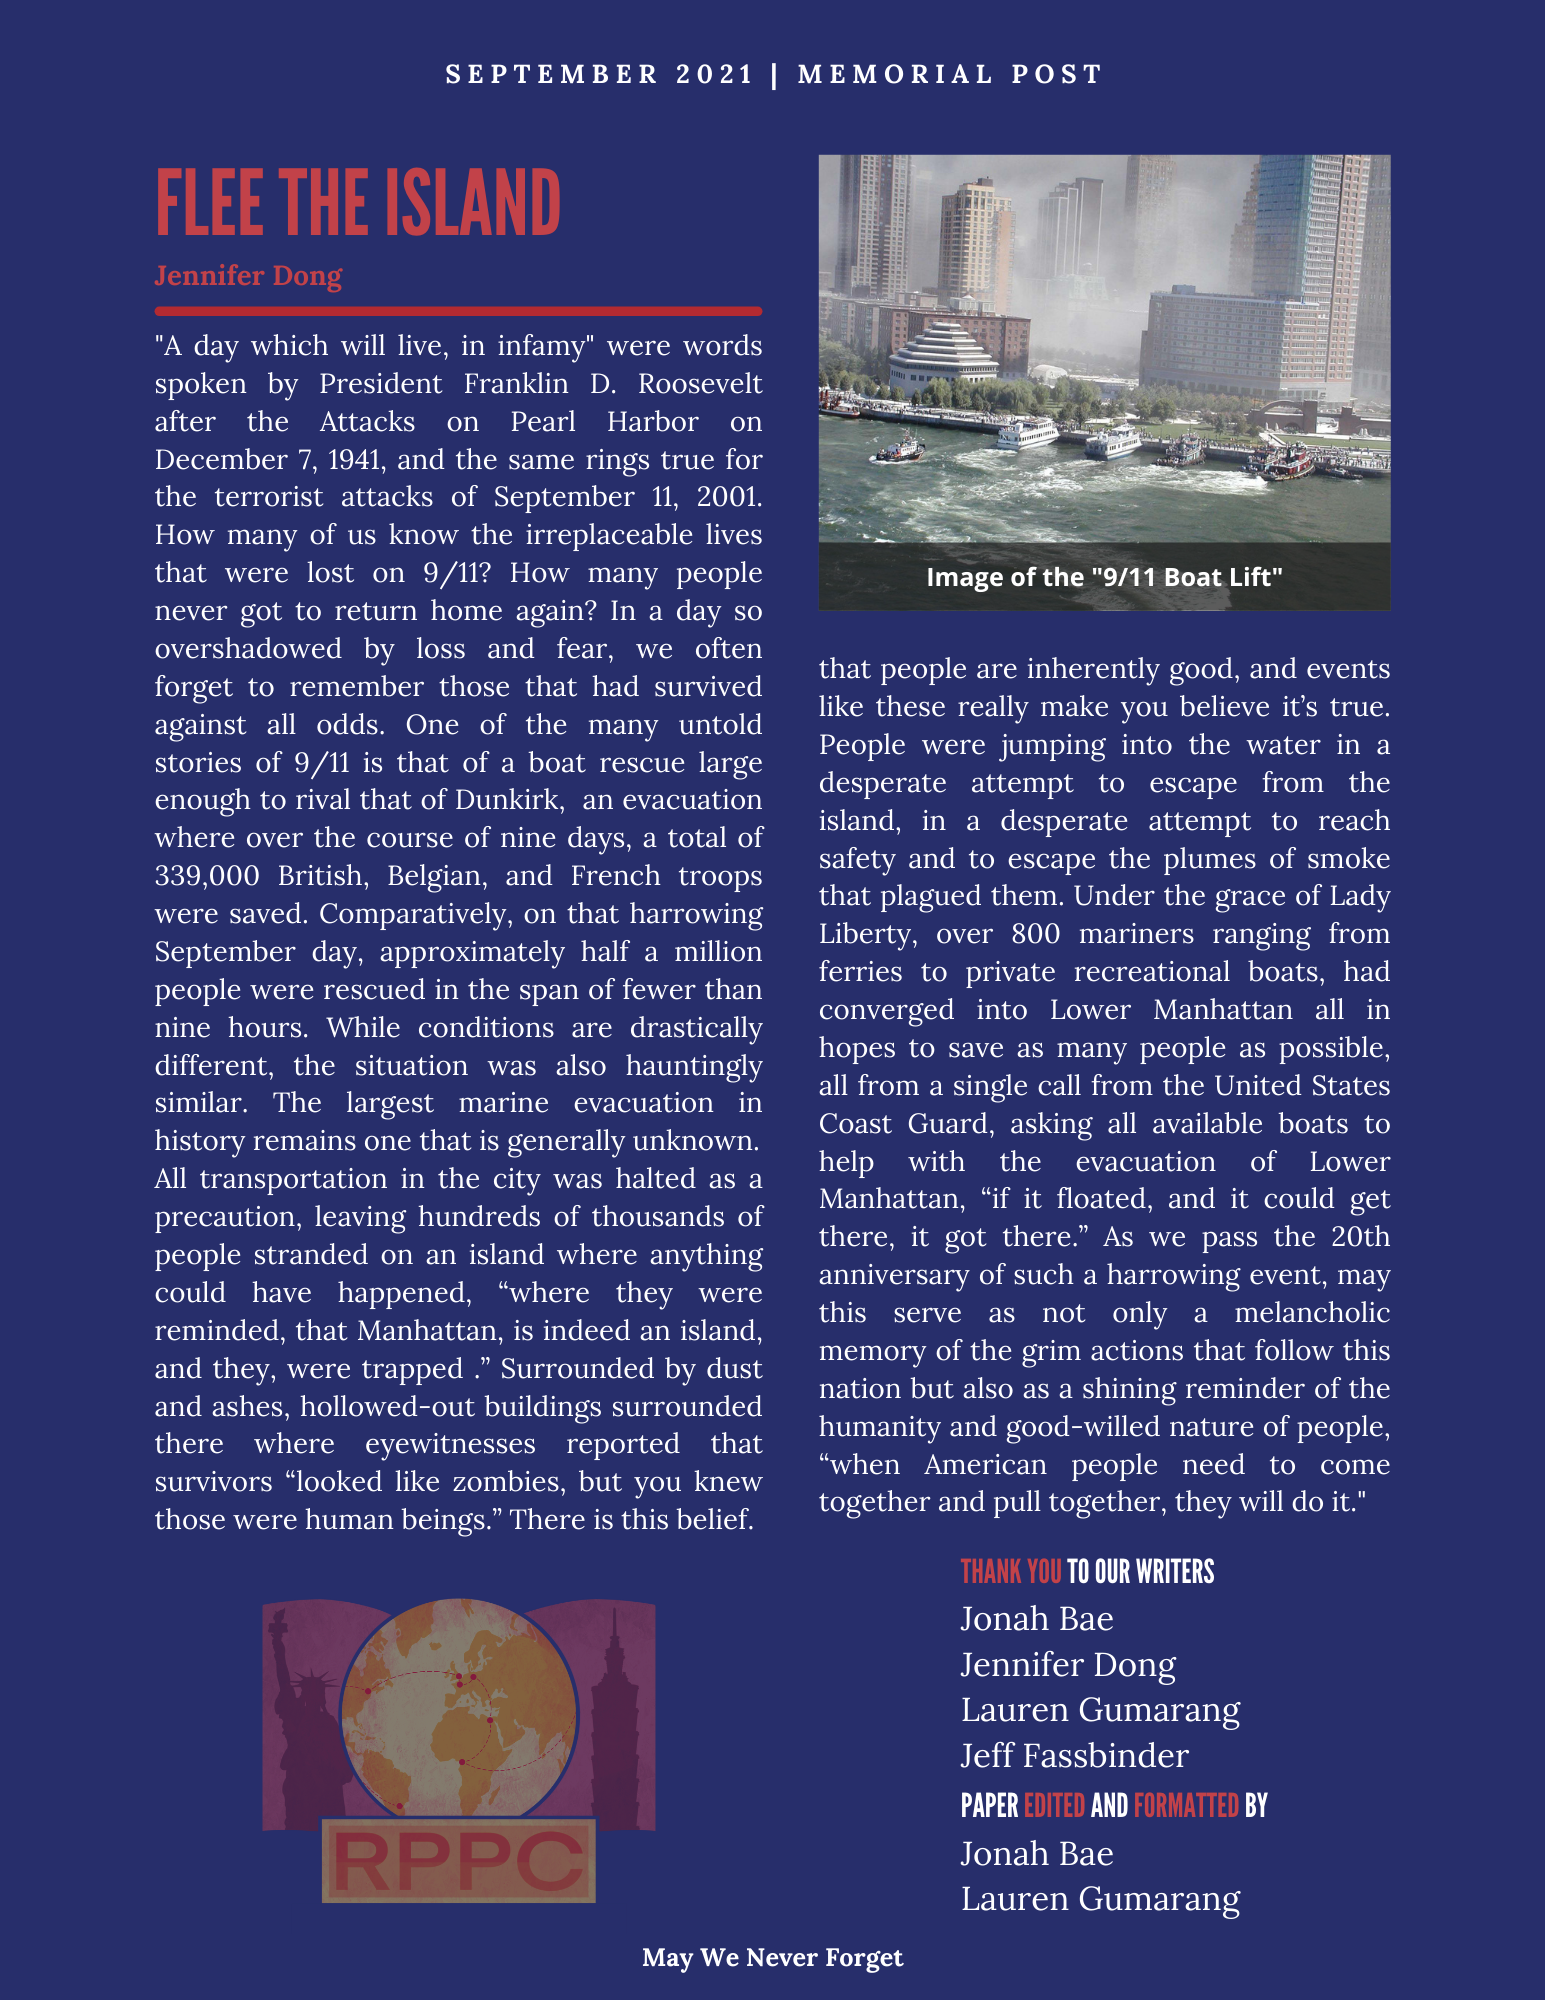 SEPTEMBER 2021 | MEMORIAL POST
FLEE THE ISLAND
Jennifer Dong
"A day which will live, in infamy" were words
spoken by President Franklin D. Roosevelt
after the Attacks on Pearl Harbor on
December 7, 1941, and the same rings true for
the terrorist attacks of September 11, 2001.
How many of us know the irreplaceable lives
that were lost on 9/11? How many people
never got to return home again? In a day so
overshadowed by loss and fear, we often
forget to remember those that had survived
against all odds. One of the many untold
stories of 9/11 is that of a boat rescue large
enough to rival that of Dunkirk, an evacuation
where over the course of nine days, a total of
339,000 British, Belgian, and French troops
were saved. Comparatively, on that harrowing
September day, approximately half a million
people were rescued in the span of fewer than
nine hours. While conditions are drastically
different, the situation was also hauntingly
similar. The largest marine evacuation in
history remains one that is generally unknown.
All transportation in the city was halted as a
precaution, leaving hundreds of thousands of
people stranded on an island where anything
could have happened, “where they were
reminded, that Manhattan, is indeed an island,
and they, were trapped .” Surrounded by dust
and ashes, hollowed-out buildings surrounded
there where eyewitnesses reported that
survivors “looked like zombies, but you knew
those were human beings.” There is this belief.
Image of the "9/11 Boat Lift"
that people are inherently good, and events
like these really make you believe it’s true.
People were jumping into the water in a
desperate attempt to escape from the
island, in a desperate attempt to reach
safety and to escape the plumes of smoke
that plagued them. Under the grace of Lady
Liberty, over 800 mariners ranging from
ferries to private recreational boats, had
converged into Lower Manhattan all in
hopes to save as many people as possible,
all from a single call from the United States
Coast Guard, asking all available boats to
help with the evacuation of Lower
Manhattan, “if it floated, and it could get
there, it got there.” As we pass the 20th
anniversary of such a harrowing event, may
this serve as not only a melancholic
memory of the grim actions that follow this
nation but also as a shining reminder of the
humanity and good-willed nature of people,
“when American people need to come
together and pull together, they will do it."
THANK YOU TO OUR WRITERS
Jonah Bae
Jennifer Dong
Lauren Gumarang
Jeff Fassbinder
PAPER EDITED AND FORMATTED BY
Jonah Bae
Lauren Gumarang
RPPC
May We Never Forget